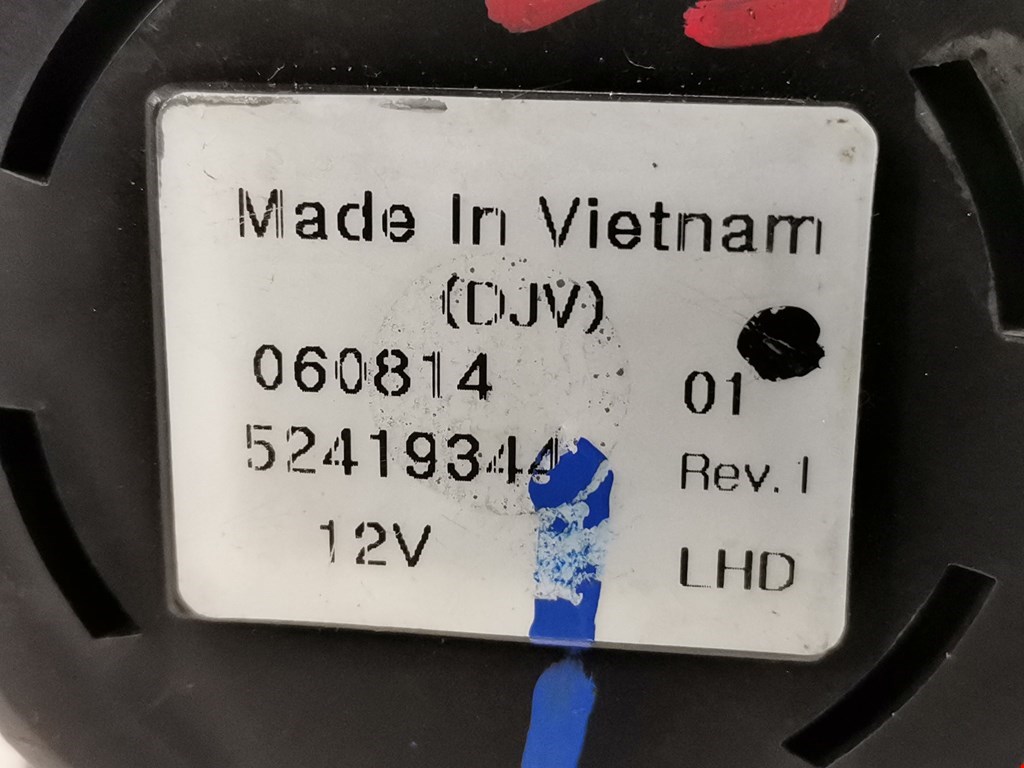 Made In Vietnam
(DJV)
060814 01
52419344 Rev. 1
12V LHD